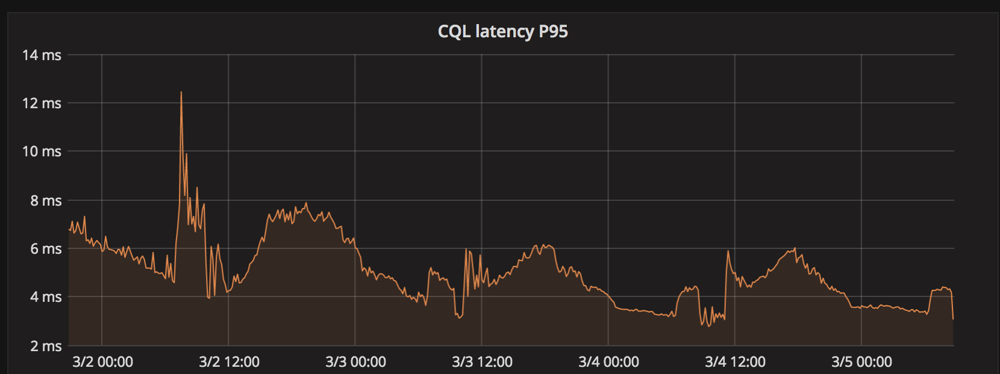 CQL latency P95
14 ms
12 ms
10 ms
8 ms
6 ms
4 ms
2 ms
3/2 00:00 3/2 12:00 3/3 00:00 3/3 12:00 3/4 00:00 3/4 12:00 3/5 00:00